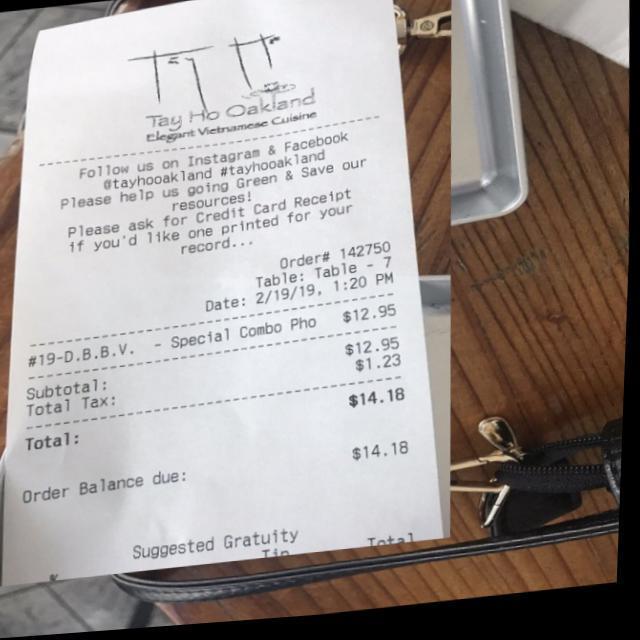 Tay Ho
Tay Ho Oakland
Elegant Vietnamese Cuisine
Follow us on Instagram & Facebook
@tayhooakland #tayhooakland
Please help us going Green & Save our
resources!
Please ask for Credit Card Receipt
if you'd like one printed for your
record...
Order# 142750
Table: Table - 7
Date: 2/19/19, 1:20 PM
#19-D.B.B.V. - Special Combo Pho $12.95
Subtotal: $12.95
Total Tax: $1.23
Total: $14.18
Order Balance due: $14.18
Suggested Gratuity
% Tip Total